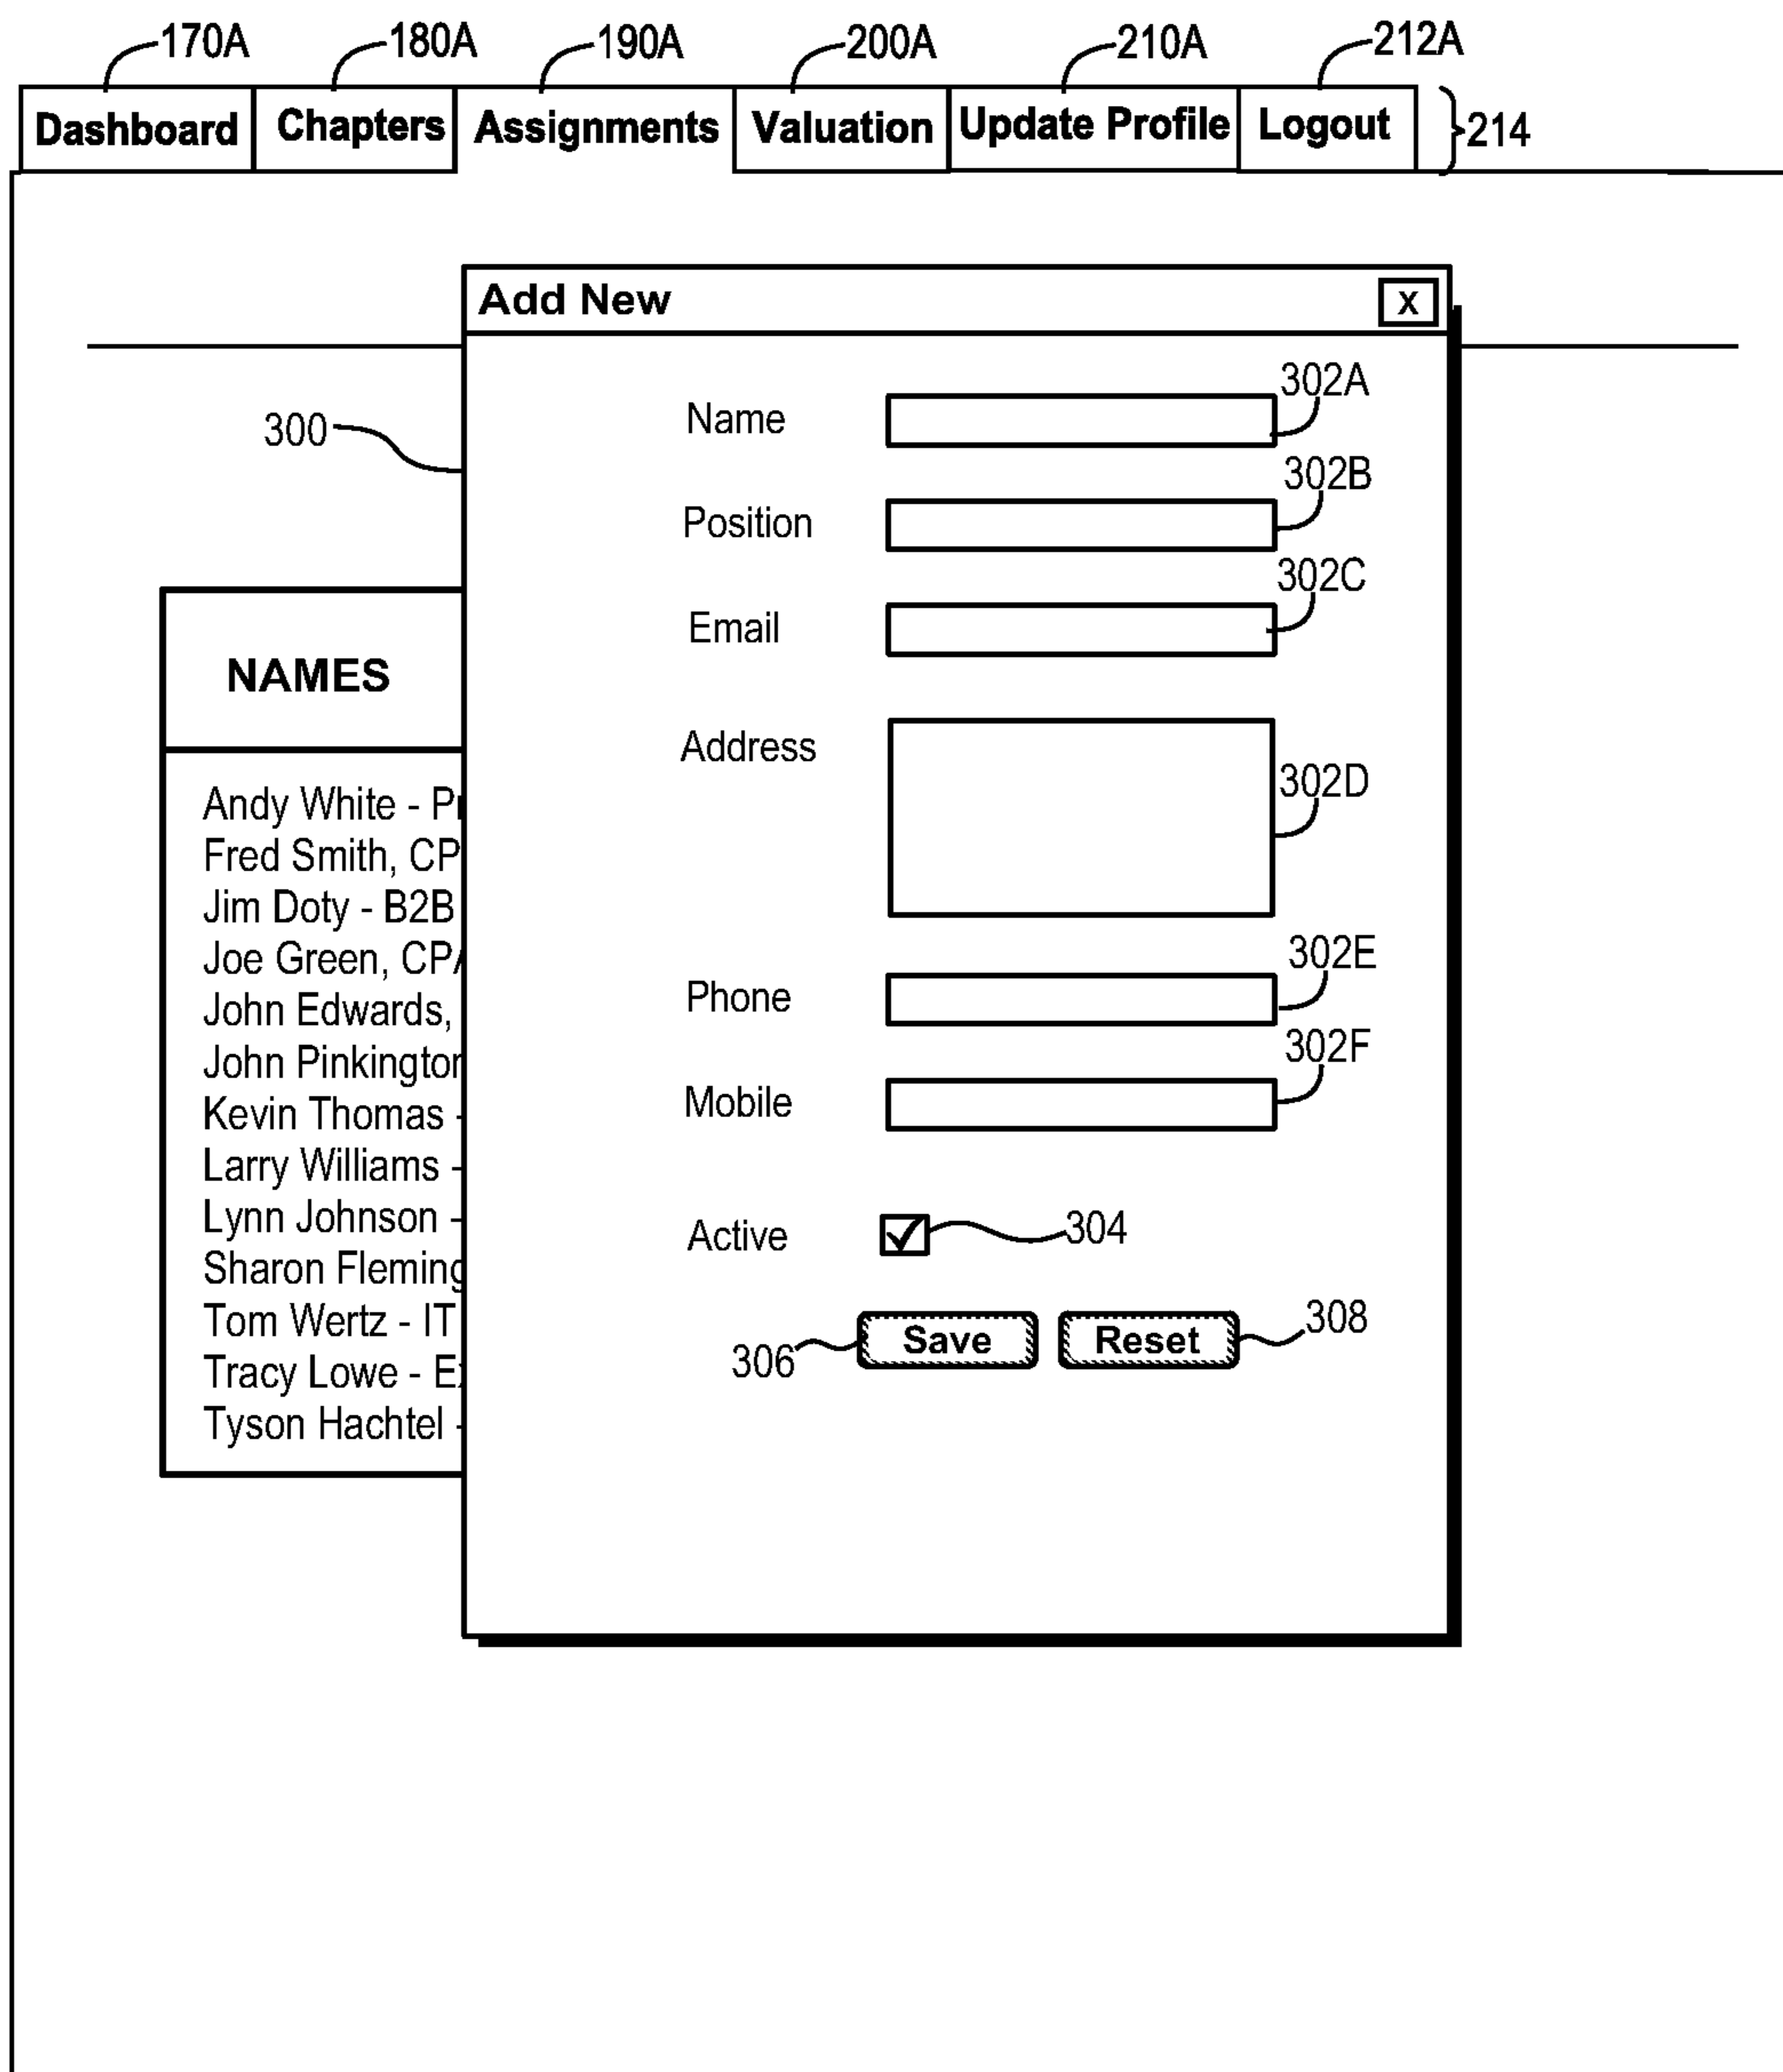 170A 180A 190A 200A 210A 212A
Dashboard Chapters Assignments Valuation Update Profile Logout 214
Add New X
302A
Name
300
302B
Position
302C
Email
NAMES
Address
302D
Andy White - P
Fred Smith, CP
Jim Doty - B2B
Joe Green, CPA
John Edwards,
John Pinkington
Kevin Thomas -
Larry Williams -
Lynn Johnson -
Sharon Fleming
Tom Wertz - IT
Tracy Lowe - E
Tyson Hachtel -
302E
Phone
302F
Mobile
Active 304
306 Save Reset 308